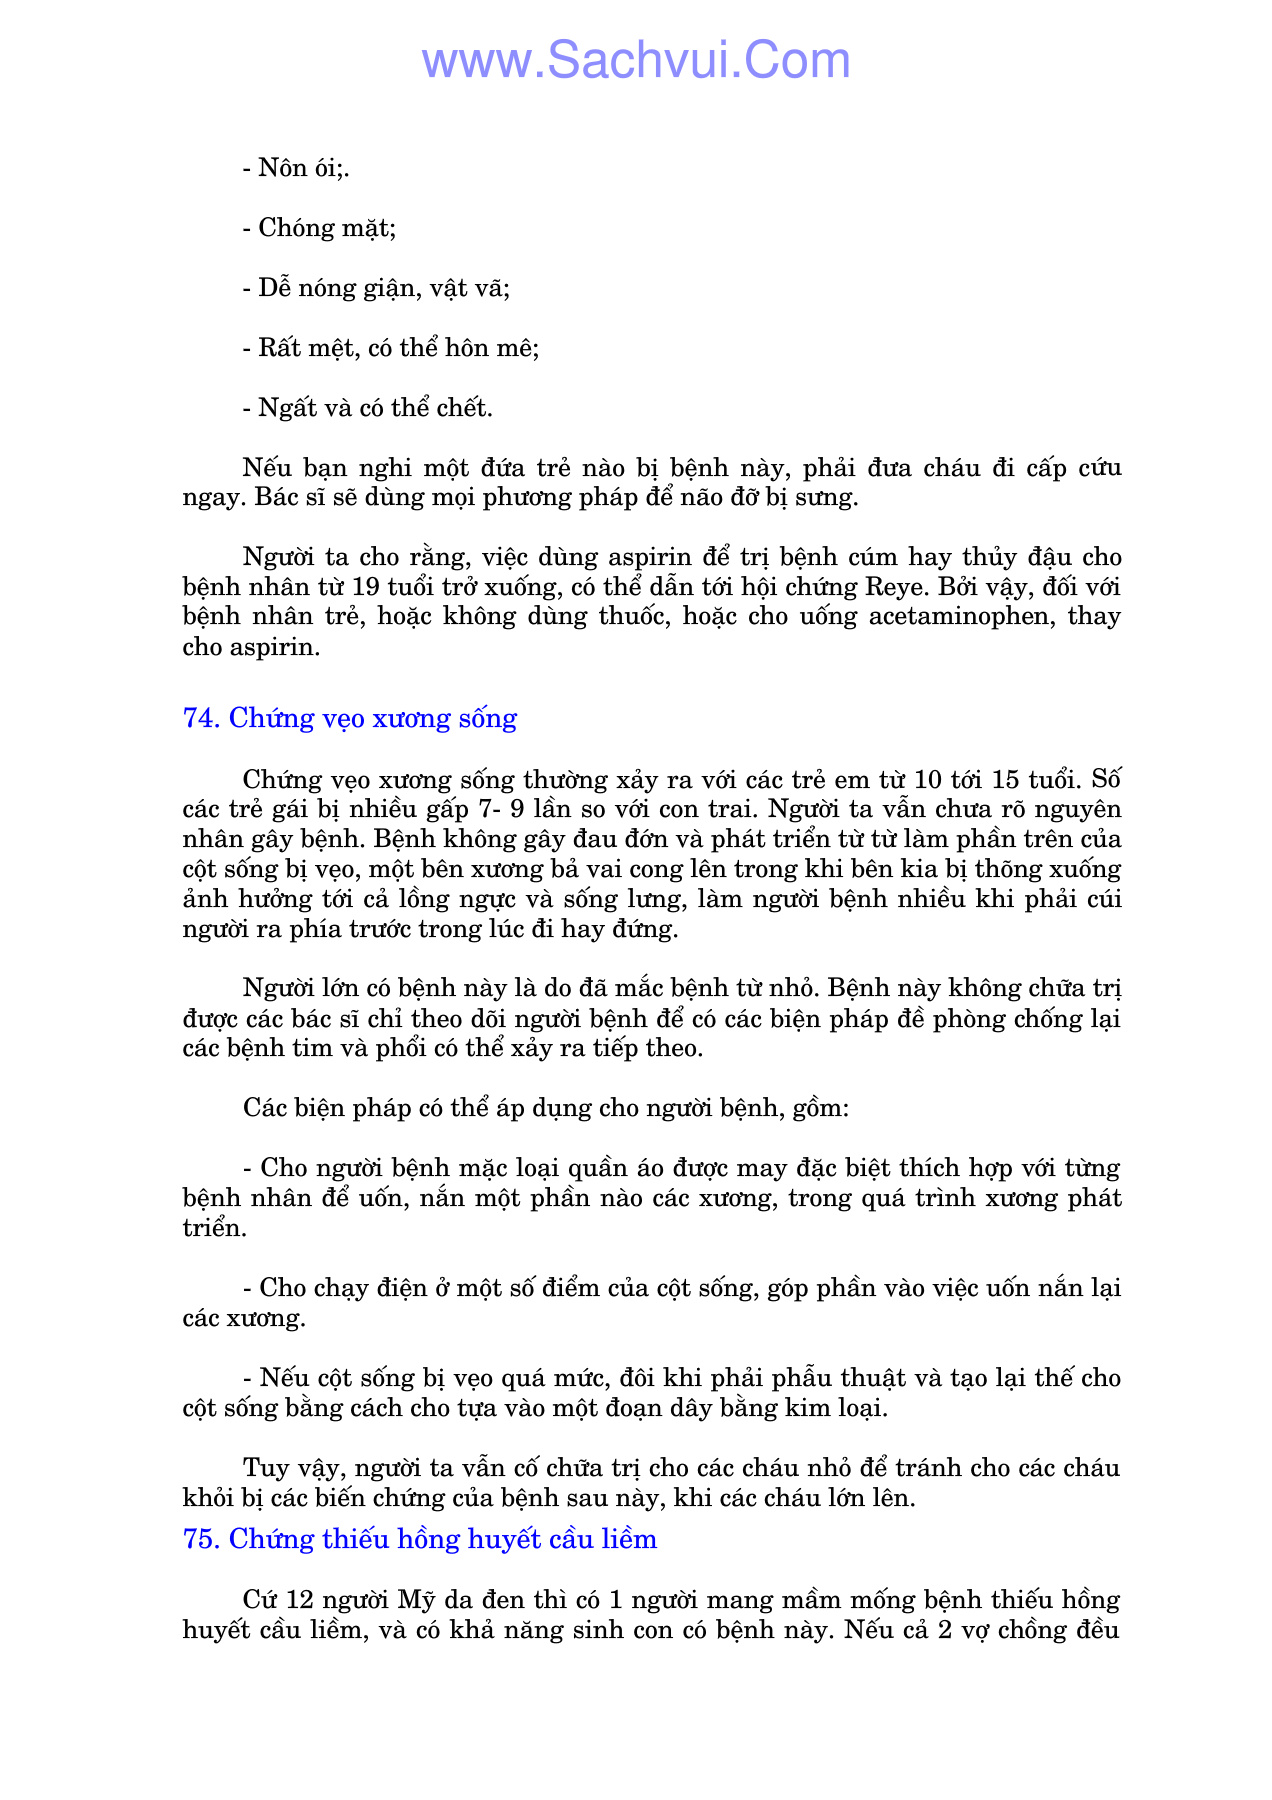 www.Sachvui.Com
- Nôn ói;.
- Chóng mặt;
- Dễ nóng giận, vật vã;
- Rất mệt, có thể hôn mê;
- Ngất và có thể chết.
Nếu bạn nghi một đứa trẻ nào bị bệnh này, phải đưa cháu đi cấp cứu
ngay. Bác sĩ sẽ dùng mọi phương pháp để não đỡ bị sưng.
Người ta cho rằng, việc dùng aspirin để trị bệnh cúm hay thủy đậu cho
bệnh nhân từ 19 tuổi trở xuống, có thể dẫn tới hội chứng Reye. Bởi vậy, đối với
bệnh nhân trẻ, hoặc không dùng thuốc, hoặc cho uống acetaminophen, thay
cho aspirin.
74. Chứng vẹo xương sống
Chứng vẹo xương sống thường xảy ra với các trẻ em từ 10 tới 15 tuổi. Số
các trẻ gái bị nhiều gấp 7- 9 lần so với con trai. Người ta vẫn chưa rõ nguyên
nhân gây bệnh. Bệnh không gây đau đớn và phát triển từ từ làm phần trên của
cột sống bị vẹo, một bên xương bả vai cong lên trong khi bên kia bị thõng xuống
ảnh hưởng tới cả lồng ngực và sống lưng, làm người bệnh nhiều khi phải cúi
người ra phía trước trong lúc đi hay đứng.
Người lớn có bệnh này là do đã mắc bệnh từ nhỏ. Bệnh này không chữa trị
được các bác sĩ chỉ theo dõi người bệnh để có các biện pháp đề phòng chống lại
các bệnh tim và phổi có thể xảy ra tiếp theo.
Các biện pháp có thể áp dụng cho người bệnh, gồm:
- Cho người bệnh mặc loại quần áo được may đặc biệt thích hợp với từng
bệnh nhân để uốn, nắn một phần nào các xương, trong quá trình xương phát
triển.
- Cho chạy điện ở một số điểm của cột sống, góp phần vào việc uốn nắn lại
các xương.
- Nếu cột sống bị vẹo quá mức, đôi khi phải phẫu thuật và tạo lại thế cho
cột sống bằng cách cho tựa vào một đoạn dây bằng kim loại.
Tuy vậy, người ta vẫn cố chữa trị cho các cháu nhỏ để tránh cho các cháu
khỏi bị các biến chứng của bệnh sau này, khi các cháu lớn lên.
75. Chứng thiếu hồng huyết cầu liềm
Cứ 12 người Mỹ da đen thì có 1 người mang mầm mống bệnh thiếu hồng
huyết cầu liềm, và có khả năng sinh con có bệnh này. Nếu cả 2 vợ chồng đều